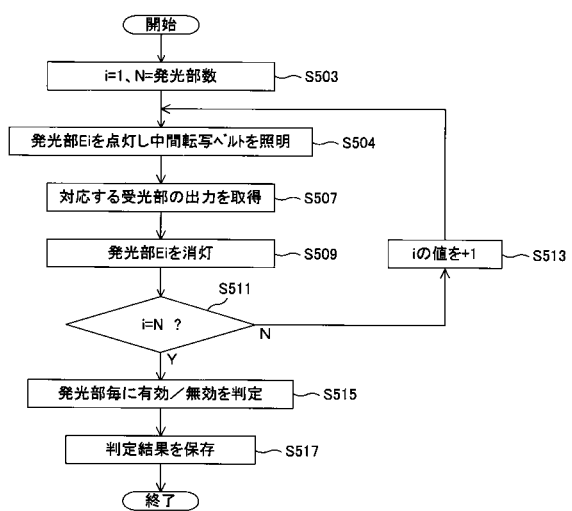 開始
i=1、N=発光部数
S503
発光部Eiを点灯し中間転写ベルトを照明
S504
対応する受光部の出力を取得
S507
発光部Eiを消灯
S509
iの値を+1
S513
S511
i=N ?
N
Y
発光部毎に有効／無効を判定
S515
判定結果を保存
S517
終了